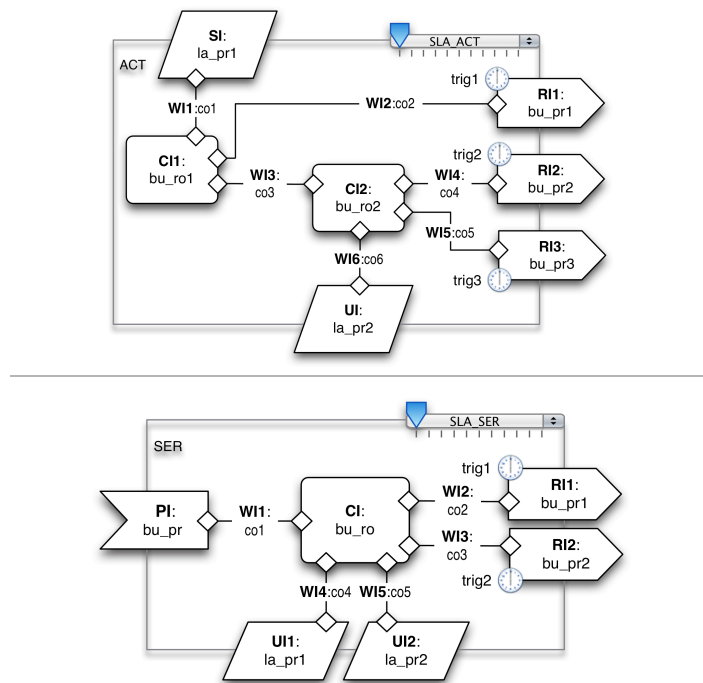 SI:
la_pr1
SLA_ACT
ACT
trig1
WI1:co1
WI2:co2
RI1:
bu_pr1
CI1:
bu_ro1
WI3:
co3
CI2:
bu_ro2
trig2
WI4:
co4
RI2:
bu_pr2
WI5:co5
RI3:
bu_pr3
WI6:co6
trig3
UI:
la_pr2
SLA_SER
SER
trig1
PI:
bu_pr
WI1:
co1
CI:
bu_ro
WI2:
co2
RI1:
bu_pr1
WI3:
co3
RI2:
bu_pr2
trig2
WI4:co4
WI5:co5
UI1:
la_pr1
UI2:
la_pr2